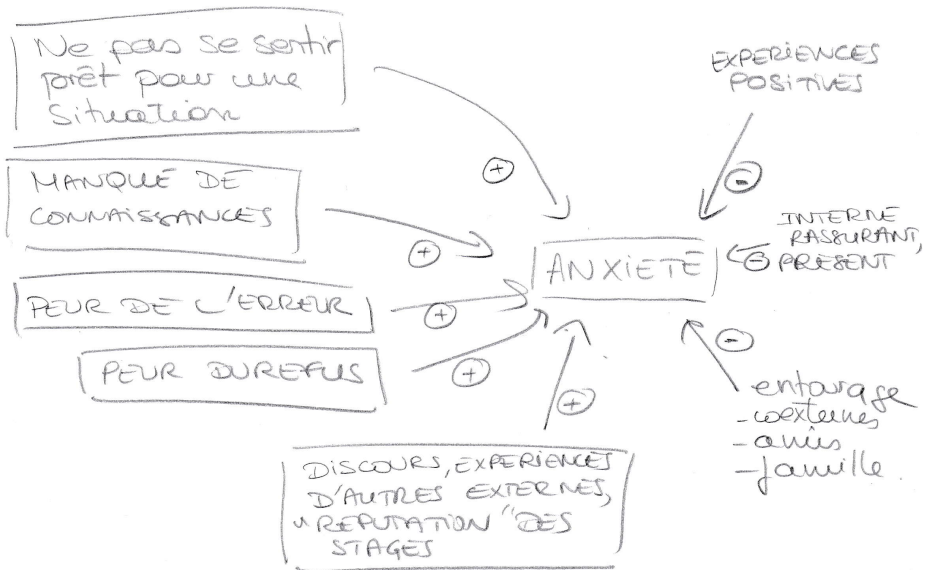 Ne pas se sentir
prêt pour une
Situation
MANQUE DE
CONNAISSANCES
PEUR DE L'ERREUR
PEUR DU REFUS
DISCOURS, EXPERIENCES
D'AUTRES EXTERNES,
"REPUTATION" DES
STAGES
+
+
+
+
+
ANXIETE
EXPERIENCES
POSITIVES
-
INTERNE
RASSURANT,
- PRESENT
-
entourage
- coexternes
- amis
- famille.